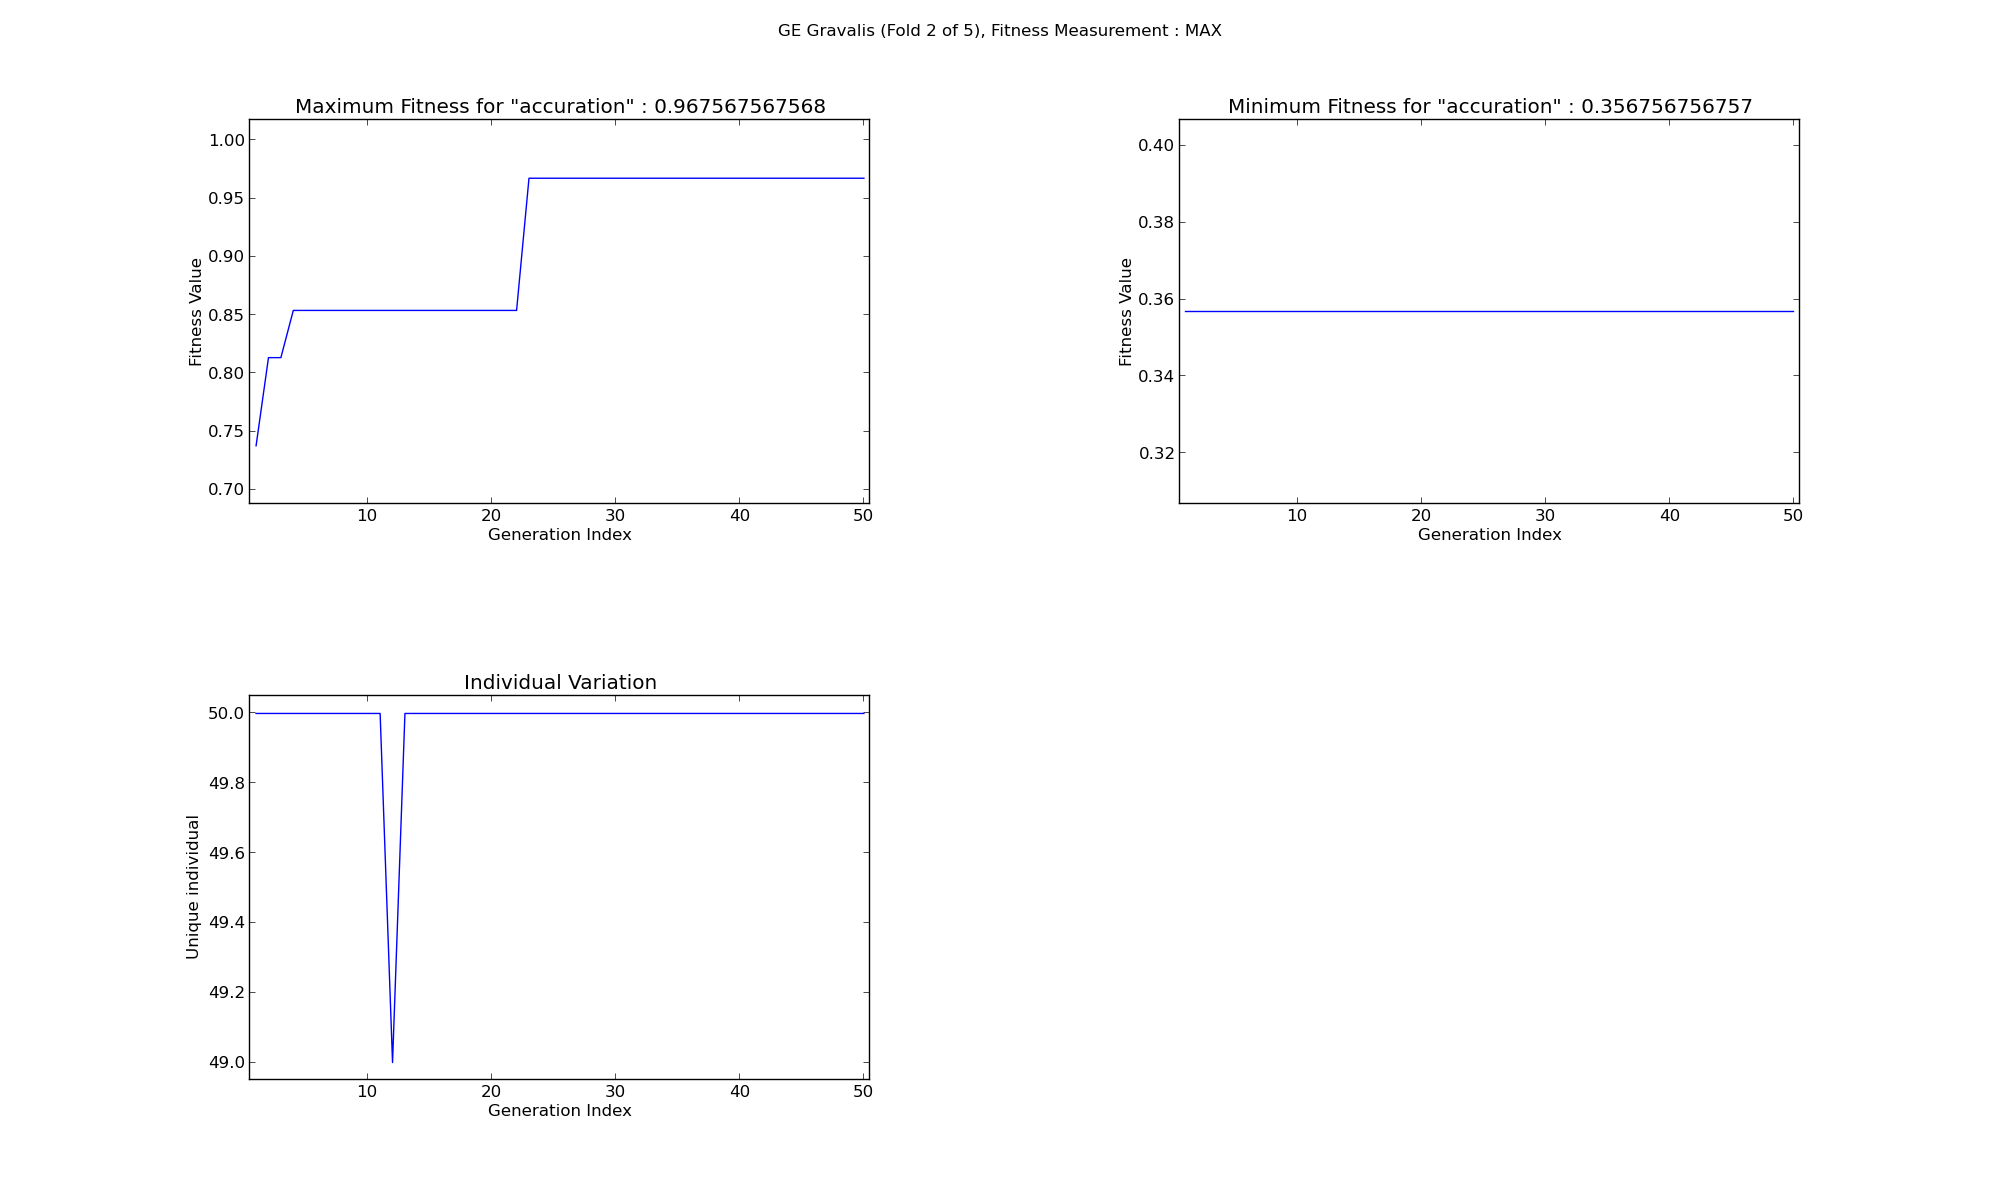 GE Gravalis (Fold 2 of 5), Fitness Measurement : MAX
Maximum Fitness for "accuration" : 0.967567567568
1.00
0.95
0.90
0.85
0.80
0.75
0.70
Fitness Value
10 20 30 40 50
Generation Index
Minimum Fitness for "accuration" : 0.356756756757
0.40
0.38
0.36
0.34
0.32
Fitness Value
10 20 30 40 50
Generation Index
Individual Variation
50.0
49.8
49.6
49.4
49.2
49.0
Unique individual
10 20 30 40 50
Generation Index